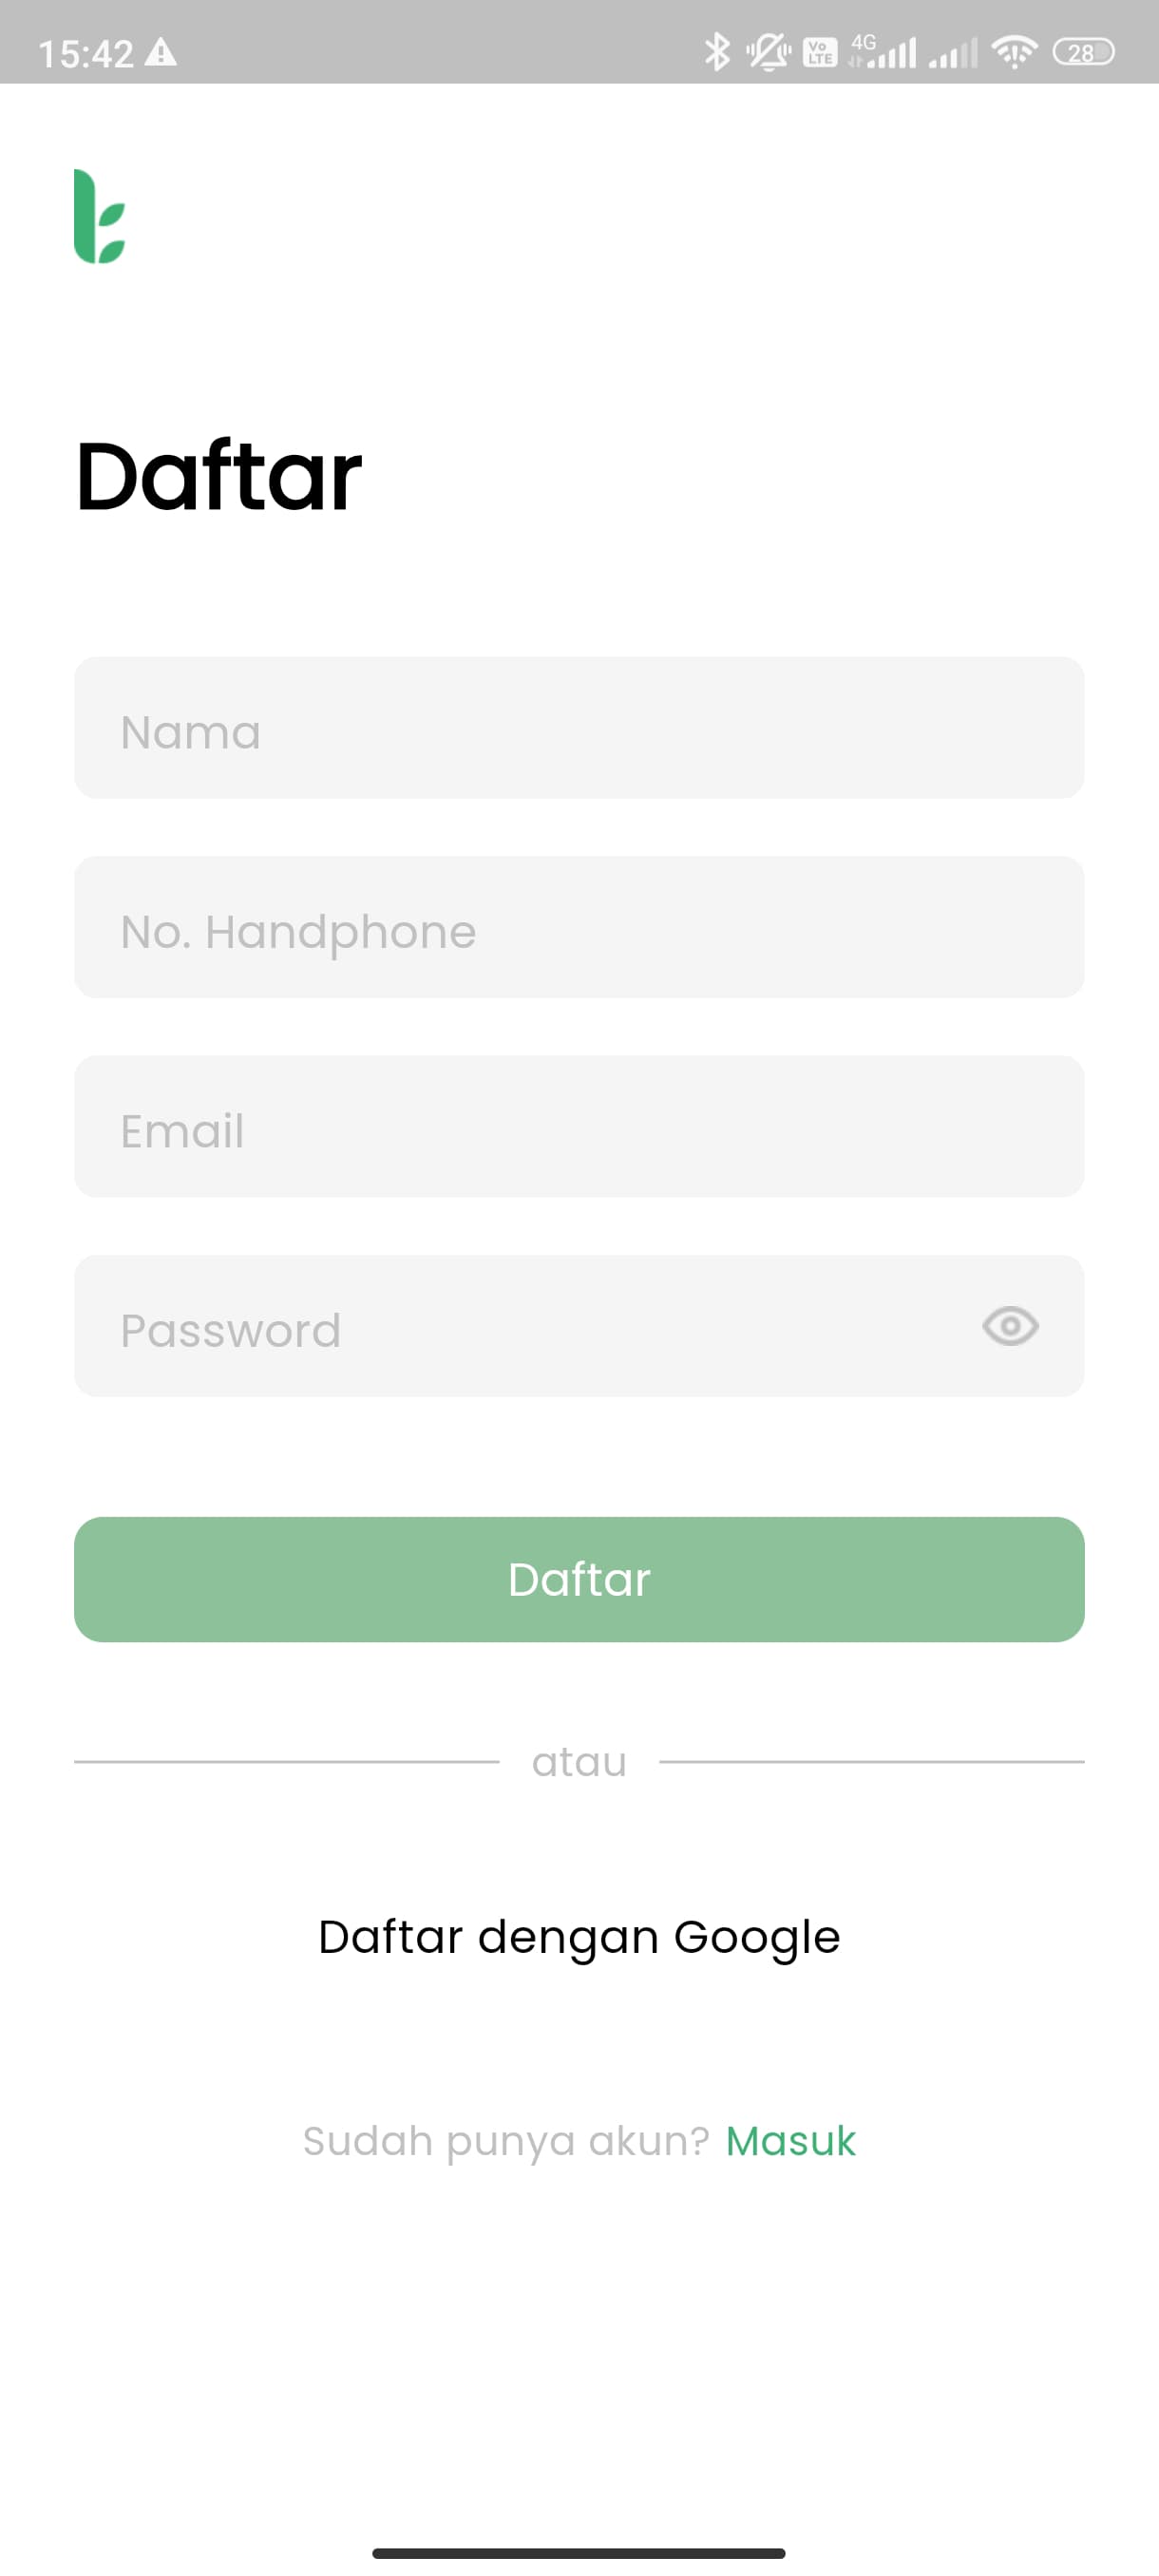 15:42
Vo LTE 4G 28
Daftar
Nama
No. Handphone
Email
Password
Daftar
atau
Daftar dengan Google
Sudah punya akun? Masuk